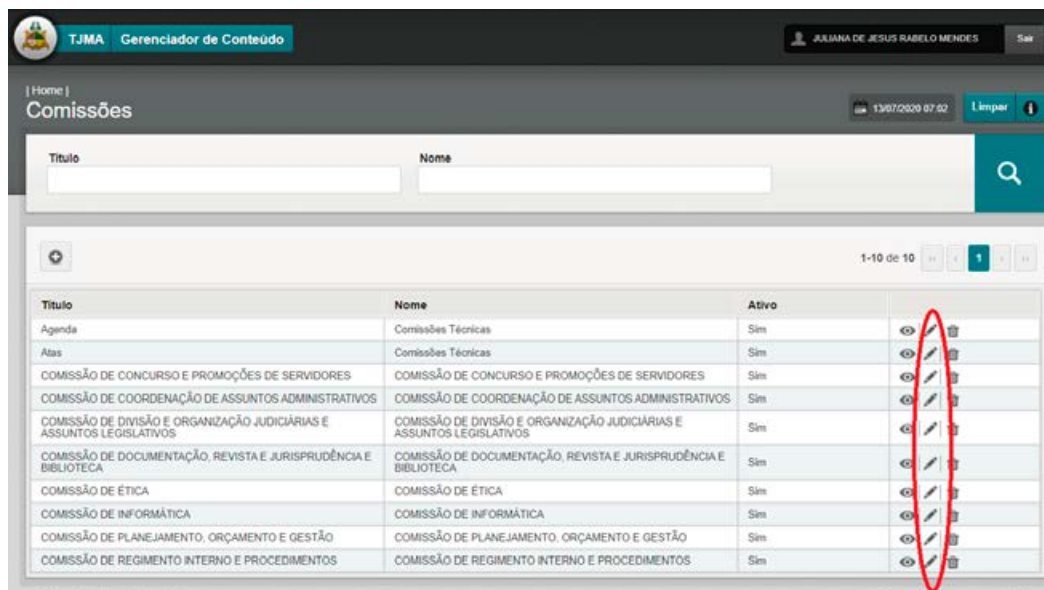 TJMA Gerenciador de Conteúdo
JULIANA DE JESUS RABELO MENDES Sair
| Home |
Comissões
13/07/2020 07:02 Limpar
Título Nome
1-10 de 10 1
Título Nome Ativo
Agenda Comissões Técnicas Sim
Atas Comissões Técnicas Sim
COMISSÃO DE CONCURSO E PROMOÇÕES DE SERVIDORES COMISSÃO DE CONCURSO E PROMOÇÕES DE SERVIDORES Sim
COMISSÃO DE COORDENAÇÃO DE ASSUNTOS ADMINISTRATIVOS COMISSÃO DE COORDENAÇÃO DE ASSUNTOS ADMINISTRATIVOS Sim
COMISSÃO DE DIVISÃO E ORGANIZAÇÃO JUDICIÁRIAS E
ASSUNTOS LEGISLATIVOS
COMISSÃO DE DIVISÃO E ORGANIZAÇÃO JUDICIÁRIAS E
ASSUNTOS LEGISLATIVOS
Sim
COMISSÃO DE DOCUMENTAÇÃO, REVISTA E JURISPRUDÊNCIA E
BIBLIOTECA
COMISSÃO DE DOCUMENTAÇÃO, REVISTA E JURISPRUDÊNCIA E
BIBLIOTECA
Sim
COMISSÃO DE ÉTICA COMISSÃO DE ÉTICA Sim
COMISSÃO DE INFORMÁTICA COMISSÃO DE INFORMÁTICA Sim
COMISSÃO DE PLANEJAMENTO, ORÇAMENTO E GESTÃO COMISSÃO DE PLANEJAMENTO, ORÇAMENTO E GESTÃO Sim
COMISSÃO DE REGIMENTO INTERNO E PROCEDIMENTOS COMISSÃO DE REGIMENTO INTERNO E PROCEDIMENTOS Sim